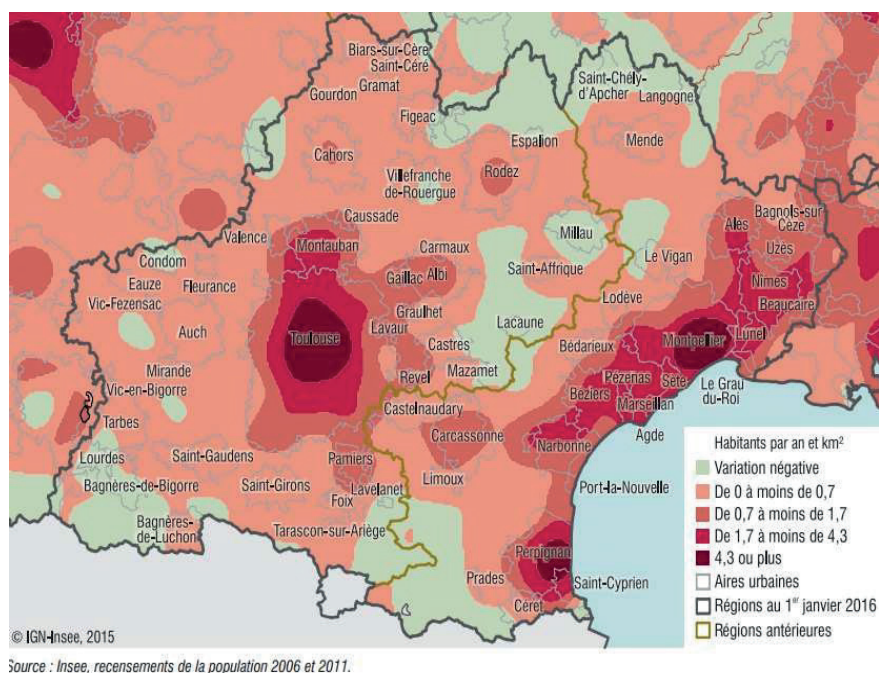 Biars-sur-Cère
Saint-Céré
Gramat
Gourdon
Figeac
Saint-Chély-
d'Apcher
Langogne
Espalion
Mende
Cahors
Villefranche
de-Rouergue
Rodez
Caussade
Valence
Montauban
Millau
Alès
Bagnols-sur
Cèze
Uzès
Condom
Carmaux
Le Vigan
Eauze
Fleurance
Gaillac
Albi
Saint-Affrique
Nîmes
Vic-Fezensac
Beaucaire
Graulhet
Lodève
Auch
Toulouse
Lavaur
Lacaune
Montpellier
Lunel
Castres
Bédarieux
Mirande
Revel
Mazamet
Pézenas
Sète
Le Grau
du-Roi
Vic-en-Bigorre
Béziers
Marseillan
Tarbes
Castelnaudary
Agde
Carcassonne
Narbonne
Lourdes
Saint-Gaudens
Pamiers
Bagnères-de-Bigorre
Saint-Girons
Lavelanet
Limoux
Port-la-Nouvelle
Foix
Bagnères-
de-Luchon
Tarascon-sur-Ariège
Perpignan
Prades
Saint-Cyprien
Céret
Habitants par an et km²
Variation négative
De 0 à moins de 0,7
De 0,7 à moins de 1,7
De 1,7 à moins de 4,3
4,3 ou plus
Aires urbaines
Régions au 1er janvier 2016
Régions antérieures
© IGN-Insee, 2015
Source : Insee, recensements de la population 2006 et 2011.